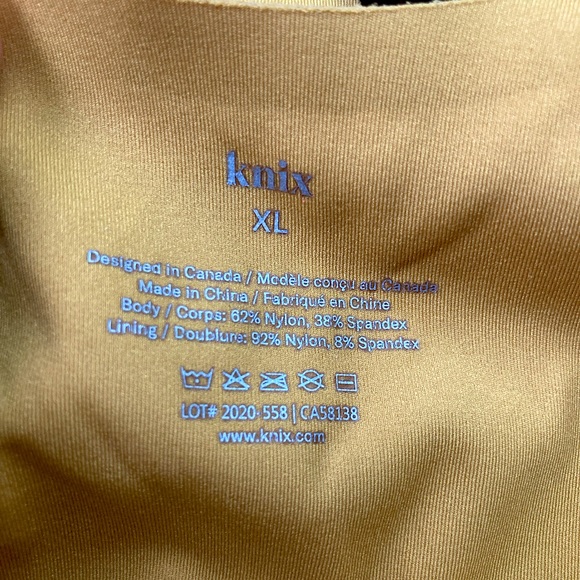 knix
XL
Designed in Canada / Modèle conçu au Canada
Made in China / Fabriqué en Chine
Body / Corps: 62% Nylon, 38% Spandex
Lining / Doublure: 92% Nylon, 8% Spandex
LOT# 2020-558 | CA58138
www.knix.com